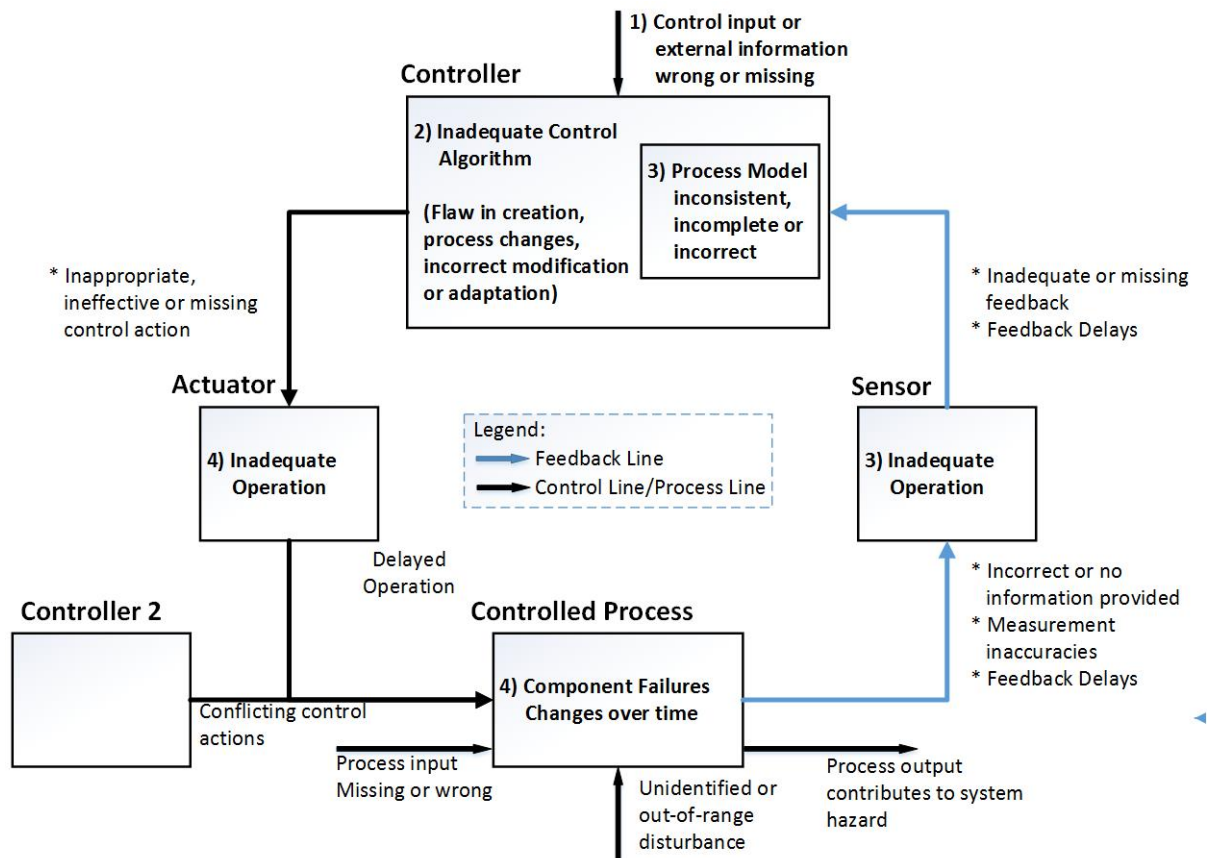 1) Control input or
external information
wrong or missing
Controller
2) Inadequate Control
Algorithm
(Flaw in creation,
process changes,
incorrect modification
or adaptation)
3) Process Model
inconsistent,
incomplete or
incorrect
* Inappropriate,
ineffective or missing
control action
* Inadequate or missing
feedback
* Feedback Delays
Actuator
4) Inadequate
Operation
Legend:
Feedback Line
Control Line/Process Line
Sensor
3) Inadequate
Operation
Delayed
Operation
* Incorrect or no
information provided
* Measurement
inaccuracies
* Feedback Delays
Controller 2
Conflicting control
actions
Controlled Process
4) Component Failures
Changes over time
Process input
Missing or wrong
Unidentified or
out-of-range
disturbance
Process output
contributes to system
hazard